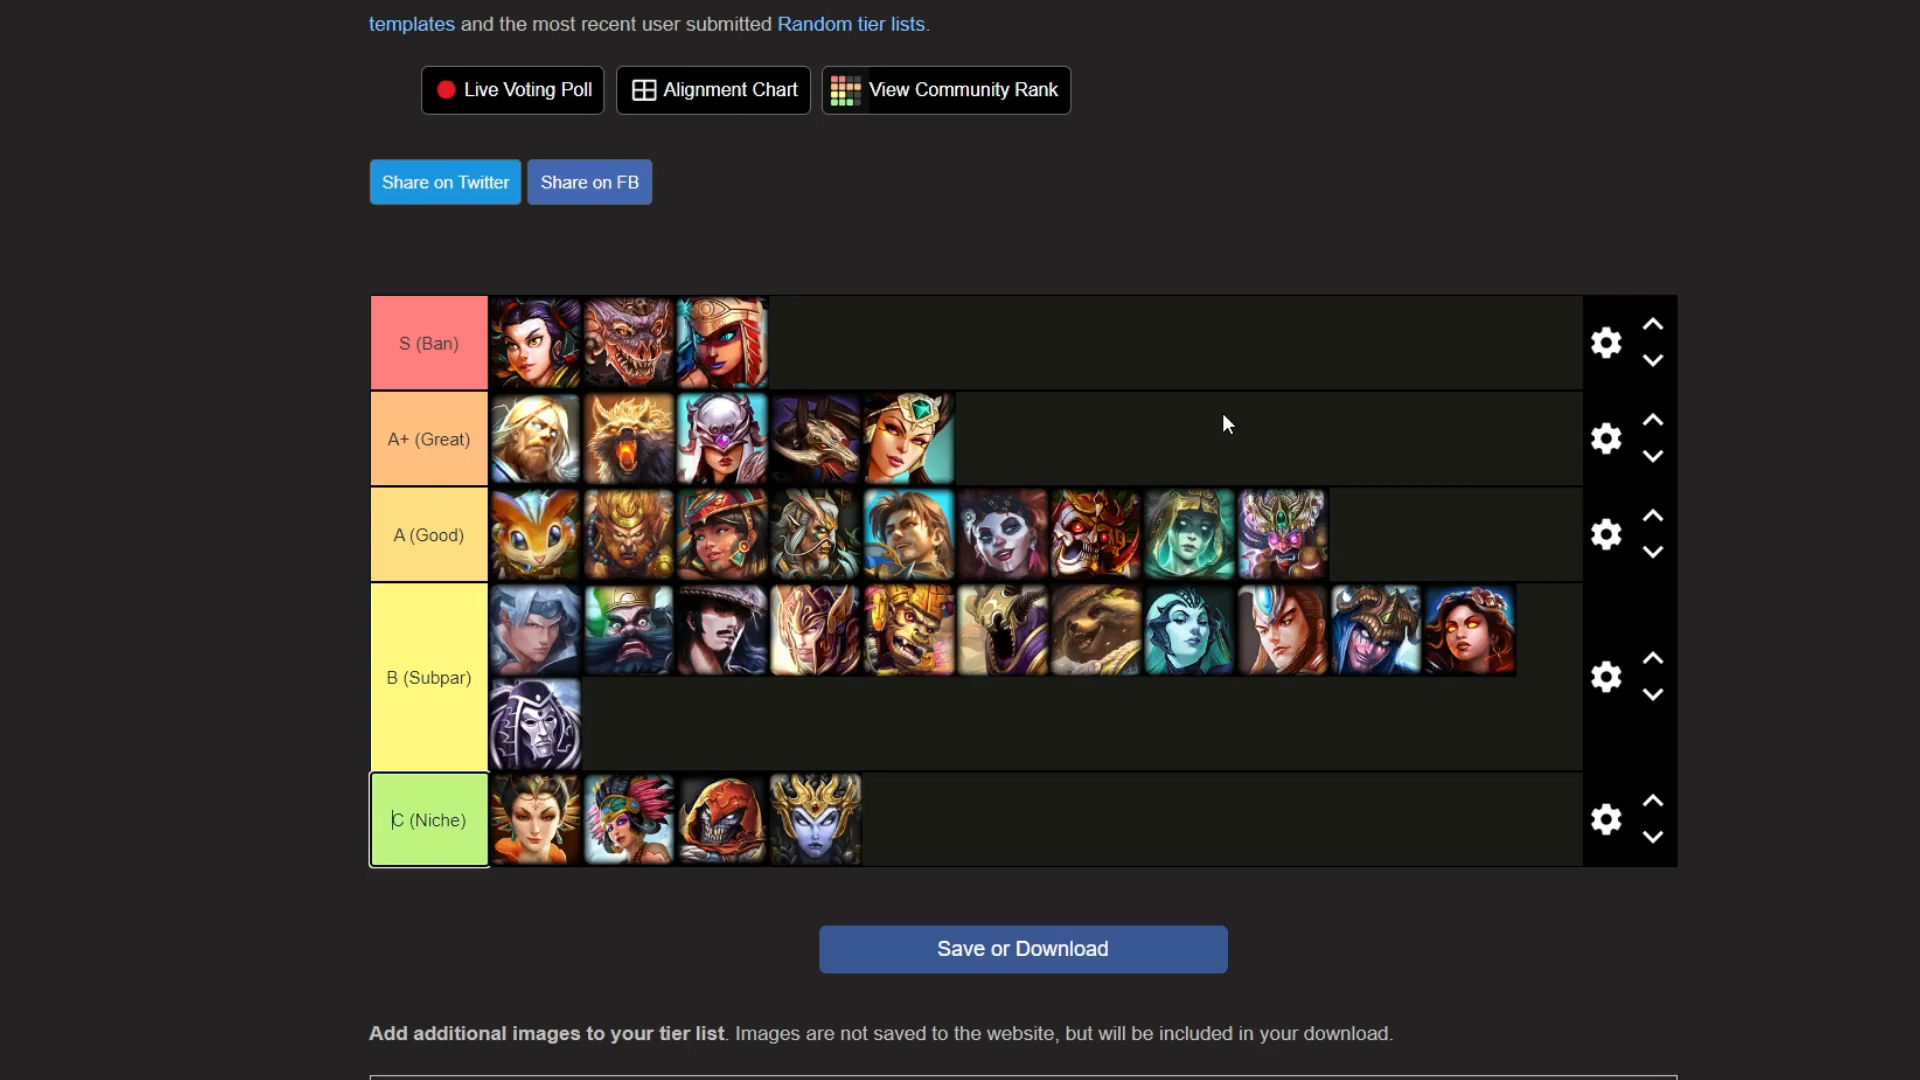 templates and the most recent user submitted Random tier lists.
Live Voting Poll
Alignment Chart
View Community Rank
Share on Twitter
Share on FB
S (Ban)
A+ (Great)
A (Good)
B (Subpar)
C (Niche)
Save or Download
Add additional images to your tier list. Images are not saved to the website, but will be included in your download.